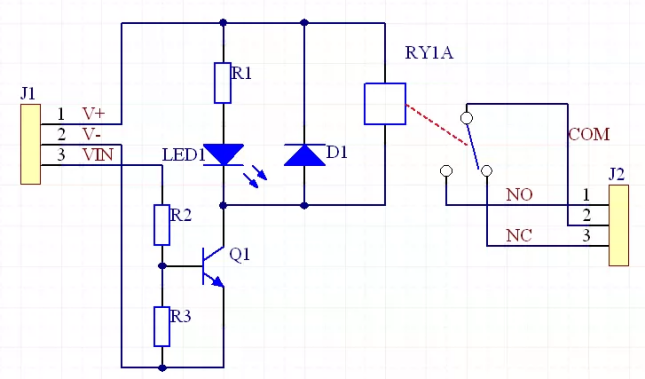 RY1A
R1
J1
1 V+
2 V-
3 VIN
LED1
D1
COM
J2
R2
NO 1
2
NC 3
Q1
R3